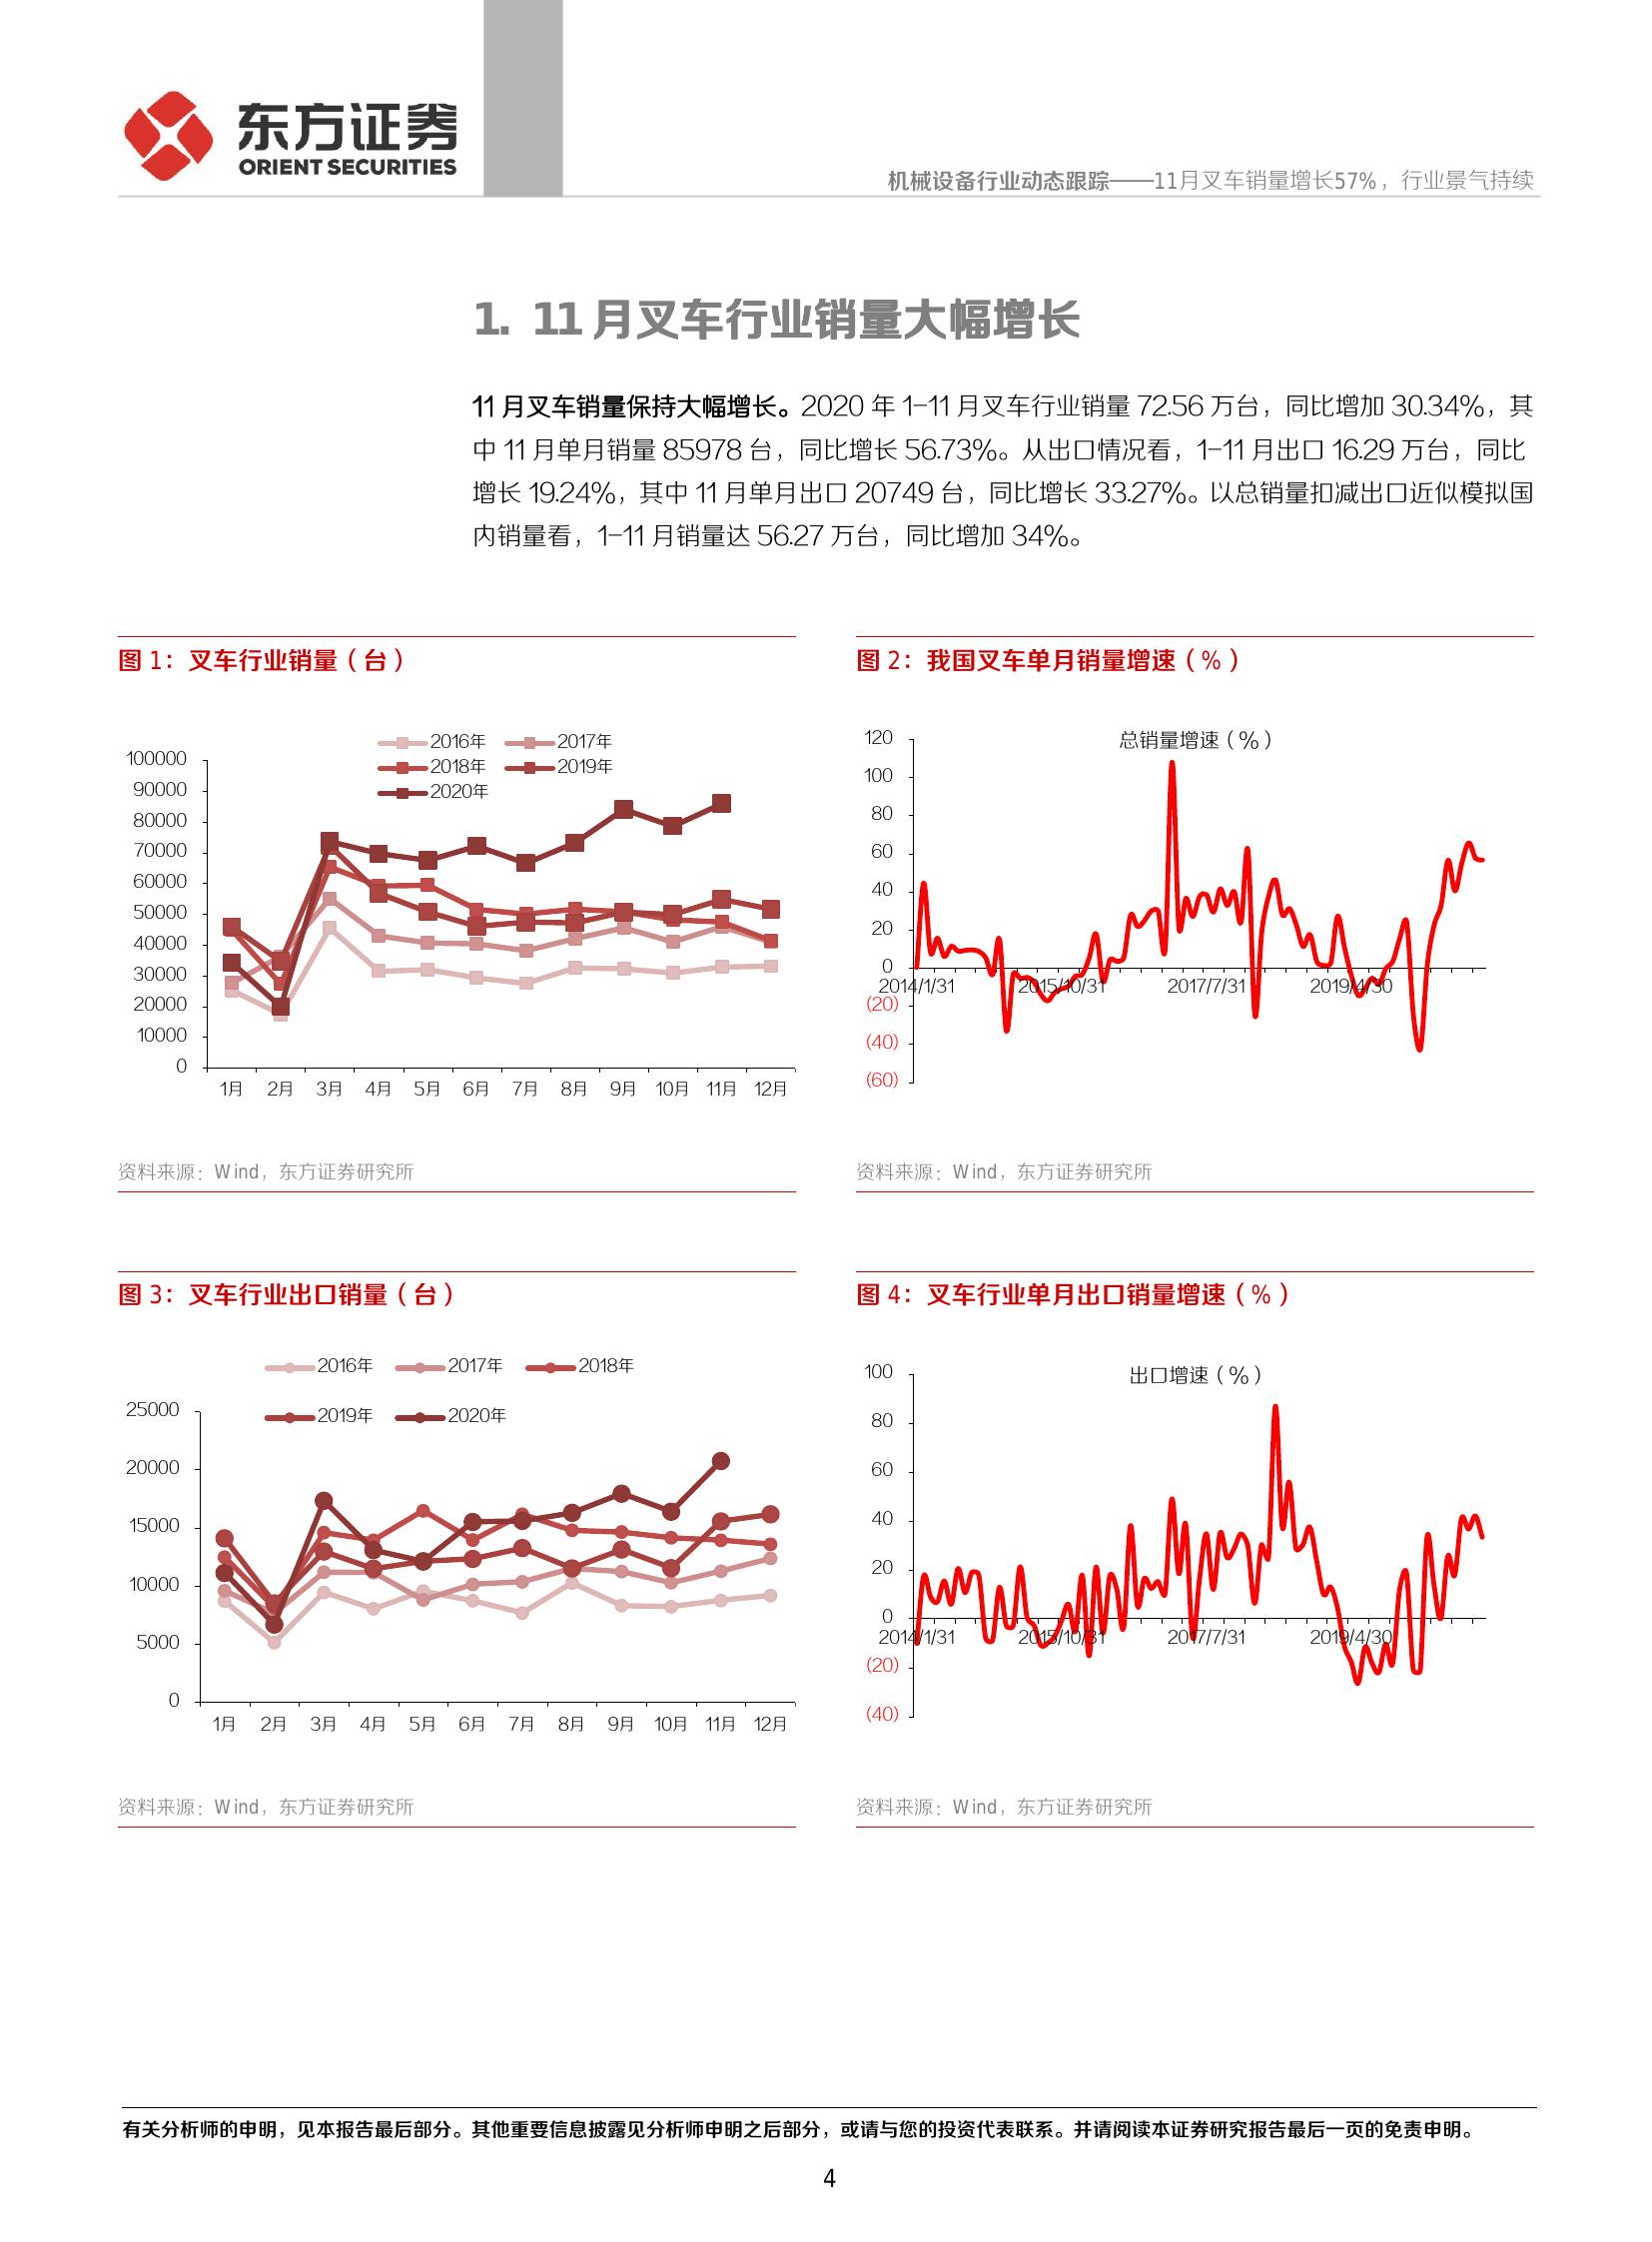 东方证券
ORIENT SECURITIES
机械设备行业动态跟踪——11月叉车销量增长57%，行业景气持续
1. 11 月叉车行业销量大幅增长
11 月叉车销量保持大幅增长。2020 年 1-11 月叉车行业销量 72.56 万台，同比增加 30.34%，其
中 11 月单月销量 85978 台，同比增长 56.73%。从出口情况看，1-11 月出口 16.29 万台，同比
增长 19.24%，其中 11 月单月出口 20749 台，同比增长 33.27%。以总销量扣减出口近似模拟国
内销量看，1-11 月销量达 56.27 万台，同比增加 34%。
图 1：叉车行业销量（台）
2016年 2017年
2018年 2019年
2020年
100000
90000
80000
70000
60000
50000
40000
30000
20000
10000
0
1月 2月 3月 4月 5月 6月 7月 8月 9月 10月 11月 12月
资料来源：Wind，东方证券研究所
图 2：我国叉车单月销量增速（%）
总销量增速（%）
120
100
80
60
40
20
0
(20)
(40)
(60)
2014/1/31 2015/10/31 2017/7/31 2019/4/30
资料来源：Wind，东方证券研究所
图 3：叉车行业出口销量（台）
2016年 2017年 2018年
2019年 2020年
25000
20000
15000
10000
5000
0
1月 2月 3月 4月 5月 6月 7月 8月 9月 10月 11月 12月
资料来源：Wind，东方证券研究所
图 4：叉车行业单月出口销量增速（%）
出口增速（%）
100
80
60
40
20
0
(20)
(40)
2014/1/31 2015/10/31 2017/7/31 2019/4/30
资料来源：Wind，东方证券研究所
有关分析师的申明，见本报告最后部分。其他重要信息披露见分析师申明之后部分，或请与您的投资代表联系。并请阅读本证券研究报告最后一页的免责申明。
4